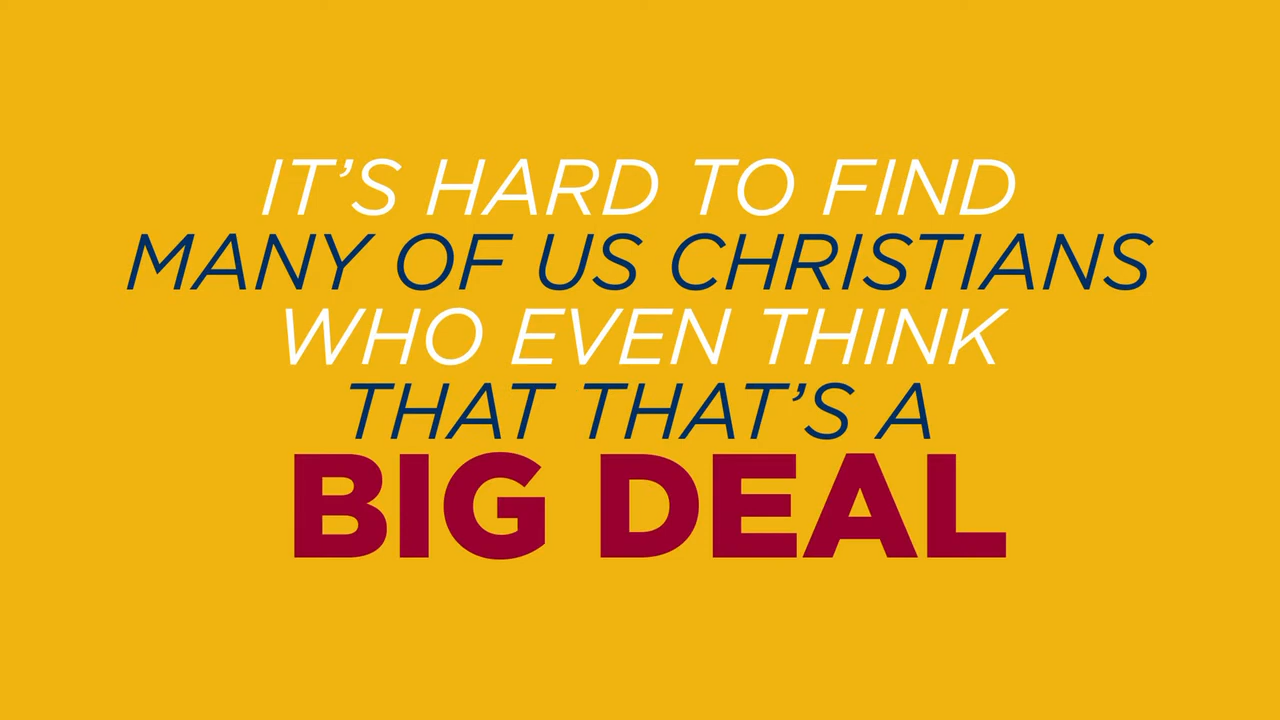 IT’S HARD TO FIND
MANY OF US CHRISTIANS
WHO EVEN THINK
THAT THAT’S A
BIG DEAL